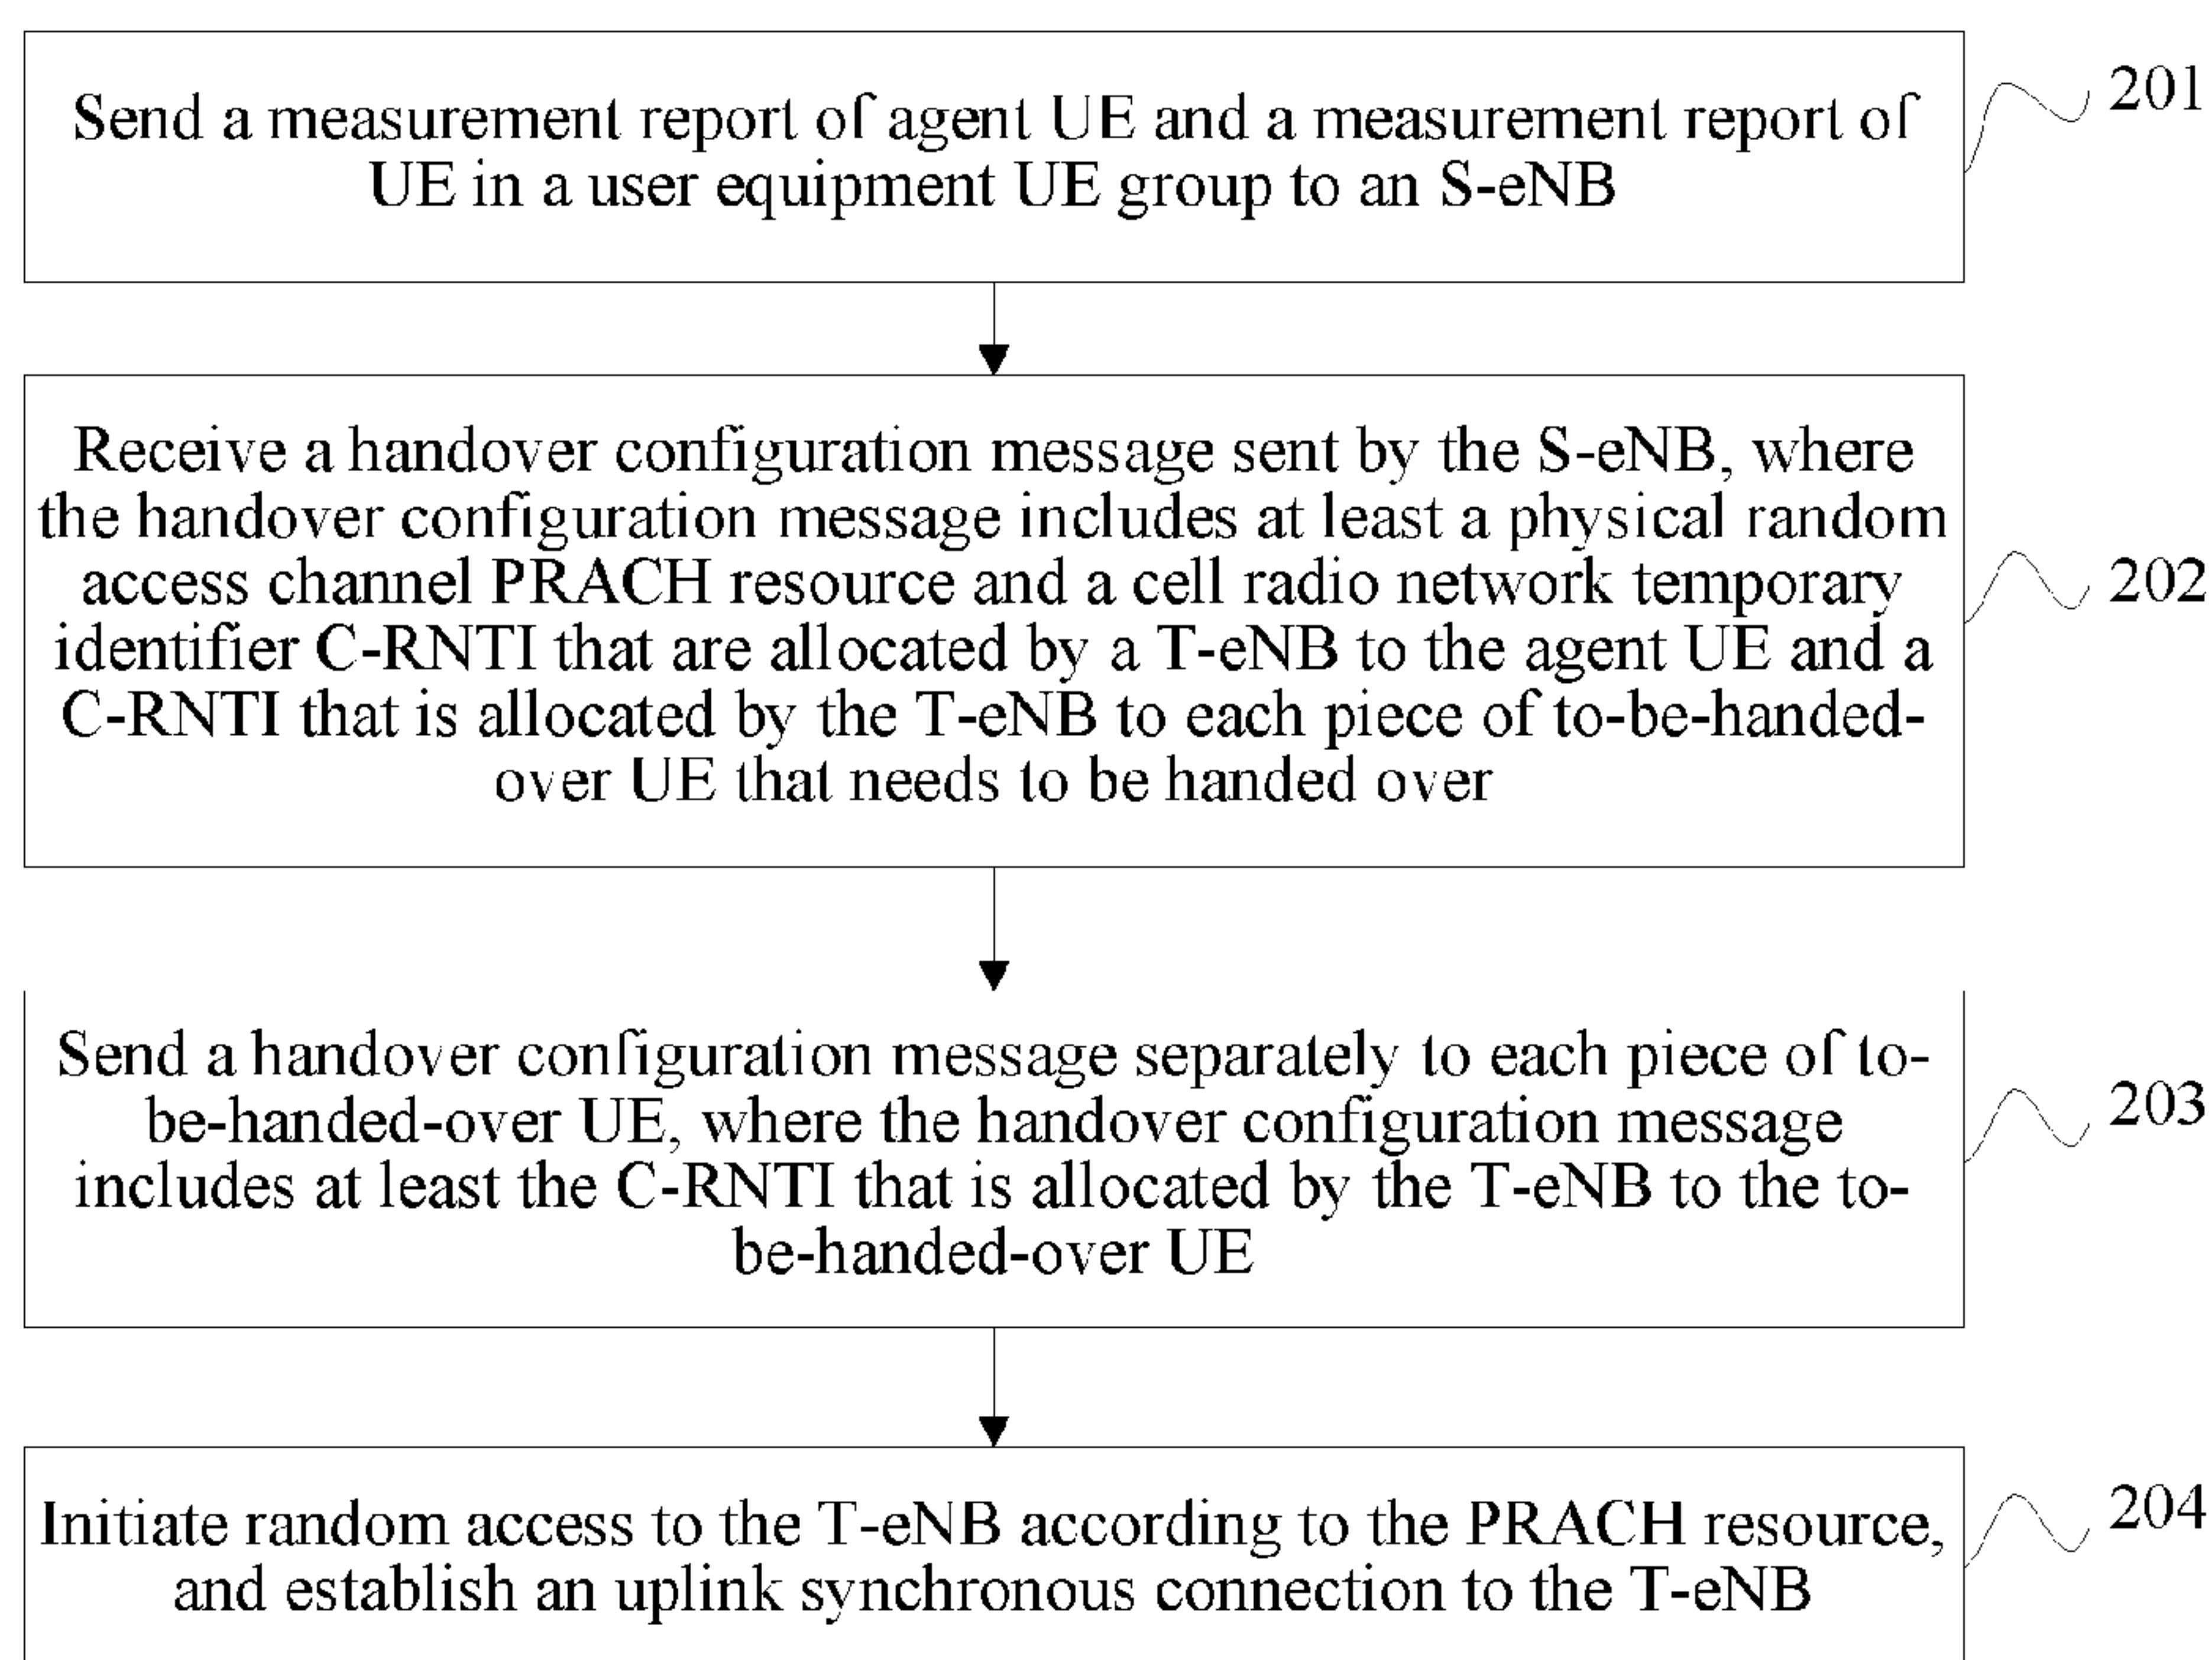 Send a measurement report of agent UE and a measurement report of
UE in a user equipment UE group to an S-eNB
201
Receive a handover configuration message sent by the S-eNB, where
the handover configuration message includes at least a physical random
access channel PRACH resource and a cell radio network temporary
identifier C-RNTI that are allocated by a T-eNB to the agent UE and a
C-RNTI that is allocated by the T-eNB to each piece of to-be-handed-
over UE that needs to be handed over
202
Send a handover configuration message separately to each piece of to-
be-handed-over UE, where the handover configuration message
includes at least the C-RNTI that is allocated by the T-eNB to the to-
be-handed-over UE
203
Initiate random access to the T-eNB according to the PRACH resource,
and establish an uplink synchronous connection to the T-eNB
204